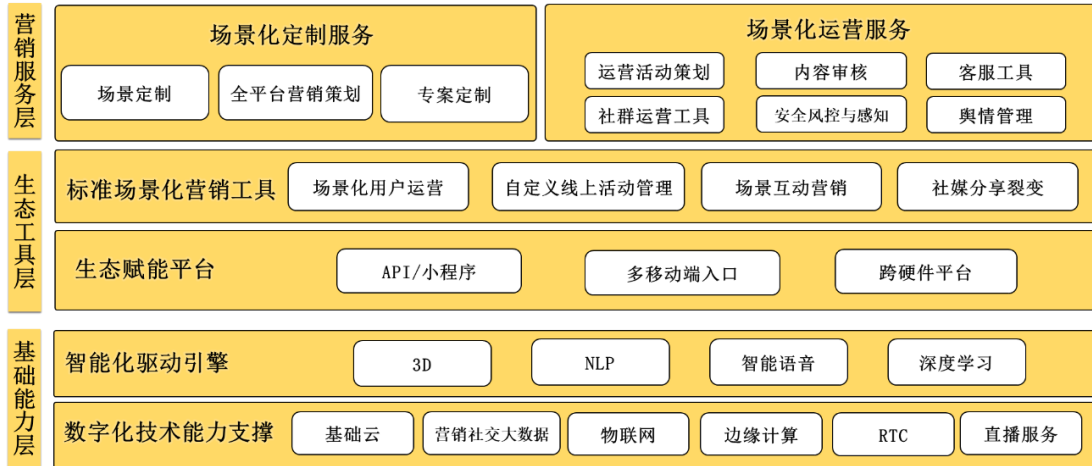 营销服务层
场景化定制服务
场景定制
全平台营销策划
专案定制
场景化运营服务
运营活动策划
内容审核
客服工具
社群运营工具
安全风控与感知
舆情管理
生态工具层
标准场景化营销工具
场景化用户运营
自定义线上活动管理
场景互动营销
社媒分享裂变
生态赋能平台
API/小程序
多移动端入口
跨硬件平台
基础能力层
智能化驱动引擎
3D
NLP
智能语音
深度学习
数字化技术能力支撑
基础云
营销社交大数据
物联网
边缘计算
RTC
直播服务